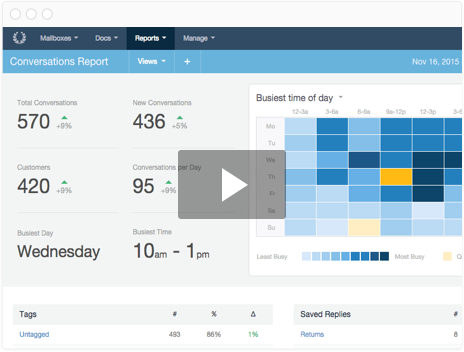 Mailboxes Docs Reports Manage
Conversations Report Views + Nov 16, 2015
Total Conversations New Conversations
570 +9% 436 +5%
Customers Conversations per Day
420 +9% 95 +9%
Busiest Day Busiest Time
Wednesday 10am - 1pm
Busiest time of day
12-3a 3-6a 6-8a 9a-12p 12-3p 3-6
Mo
Tu
We
Th
Fr
Sa
Su
Least Busy Most Busy
Tags # % Δ
Untagged 493 86% 1%
Saved Replies #
Returns 8